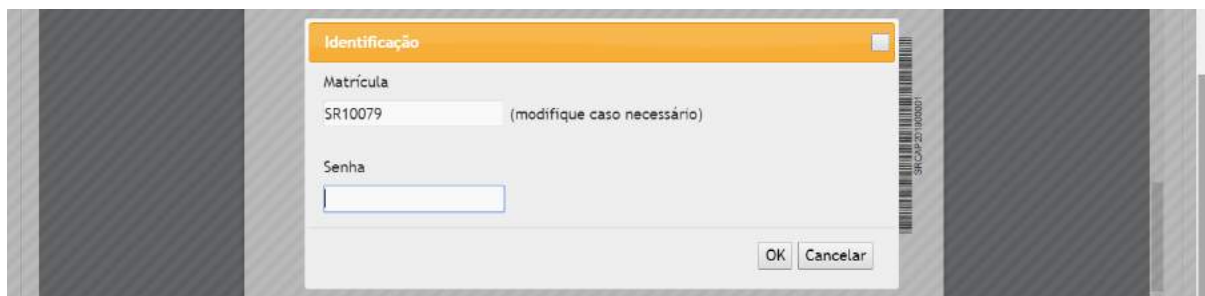 Identificação
Matrícula
SR10079 (modifique caso necessário)
Senha
OK Cancelar